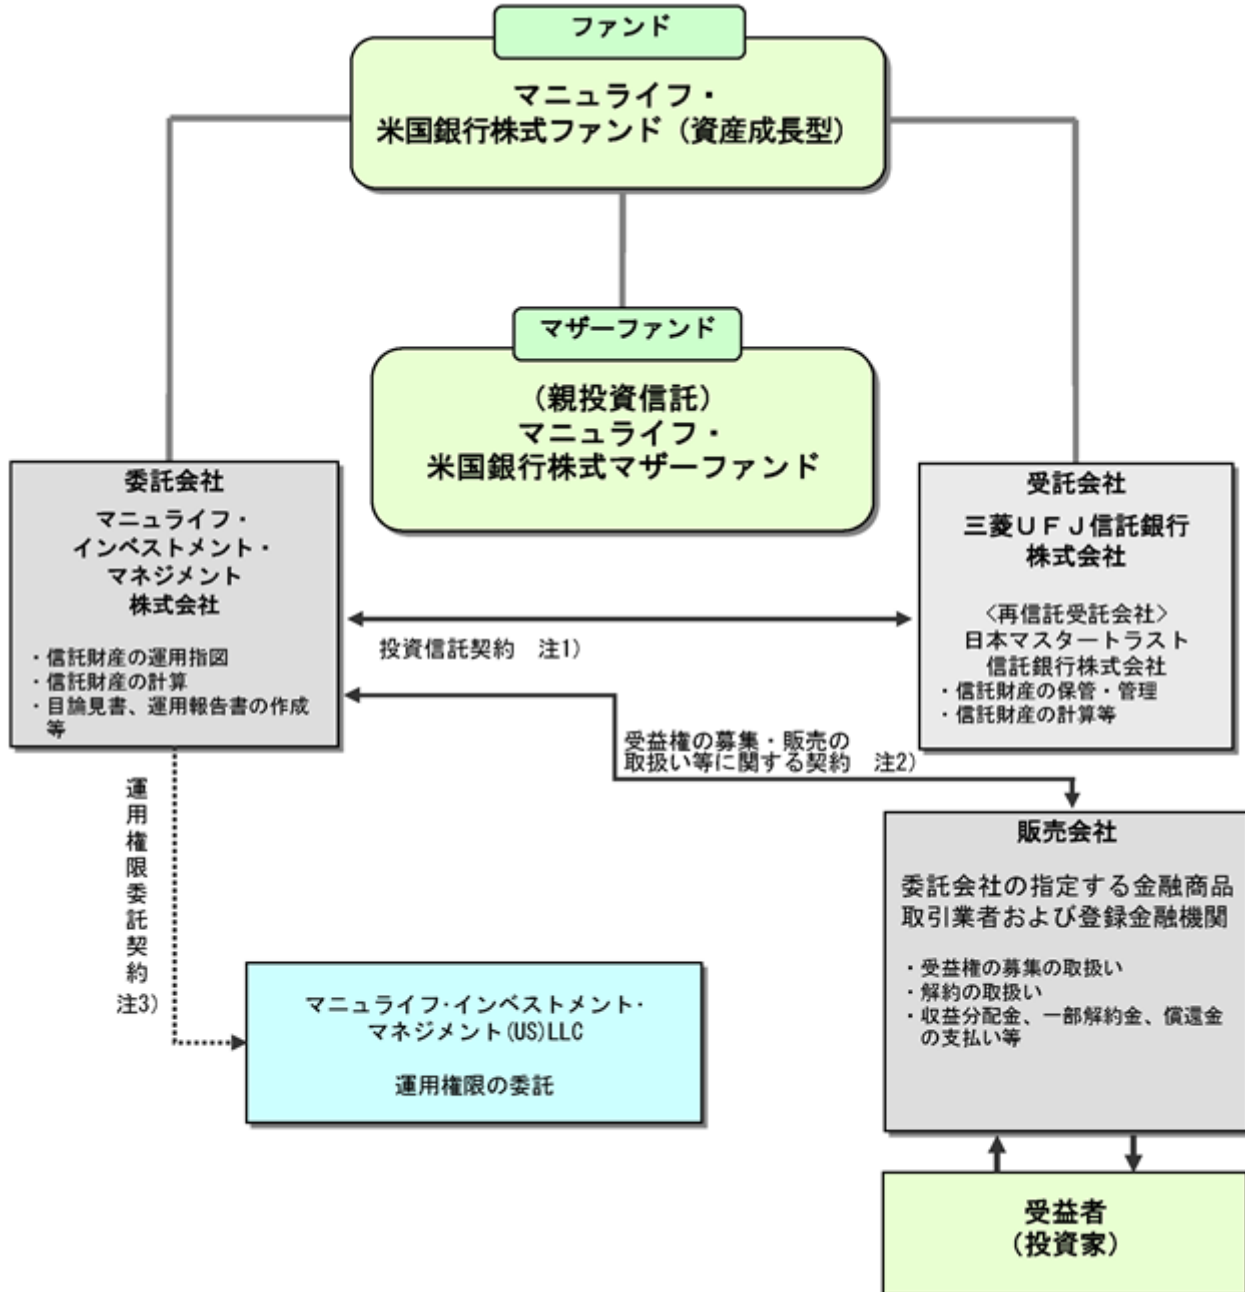 ファンド
マニュライフ・
米国銀行株式ファンド（資産成長型）
マザーファンド
（親投資信託）
マニュライフ・
米国銀行株式マザーファンド
委託会社
マニュライフ・
インベストメント・
マネジメント
株式会社
・信託財産の運用指図
・信託財産の計算
・目論見書、運用報告書の作成
等
受託会社
三菱ＵＦＪ信託銀行
株式会社
〈再信託受託会社〉
日本マスタートラスト
信託銀行株式会社
・信託財産の保管・管理
・信託財産の計算等
投資信託契約　注1）
受益権の募集・販売の
取扱い等に関する契約　注2）
運用権限委託契約
注3）
販売会社
委託会社の指定する金融商品
取引業者および登録金融機関
・受益権の募集の取扱い
・解約の取扱い
・収益分配金、一部解約金、償還金
の支払い等
マニュライフ・インベストメント・
マネジメント(US)LLC
運用権限の委託
受益者
（投資家）